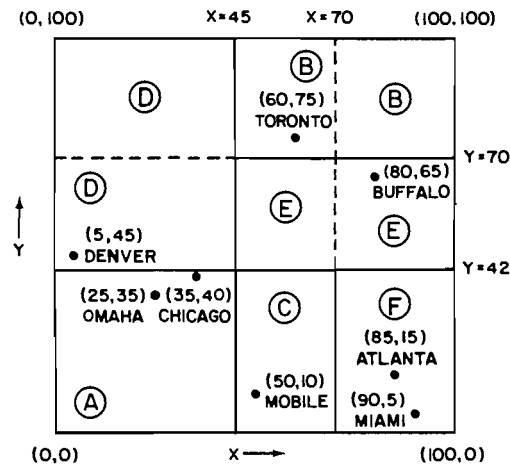 (0,100) X=45 X=70 (100,100)
D B B
(60,75)
TORONTO
Y=70
(80,65)
BUFFALO
D E E
Y
(5,45)
DENVER
Y=42
(25,35) (35,40)
OMAHA CHICAGO
C F
(85,15)
ATLANTA
(50,10)
MOBILE
(90,5)
MIAMI
A
(0,0) X (100,0)